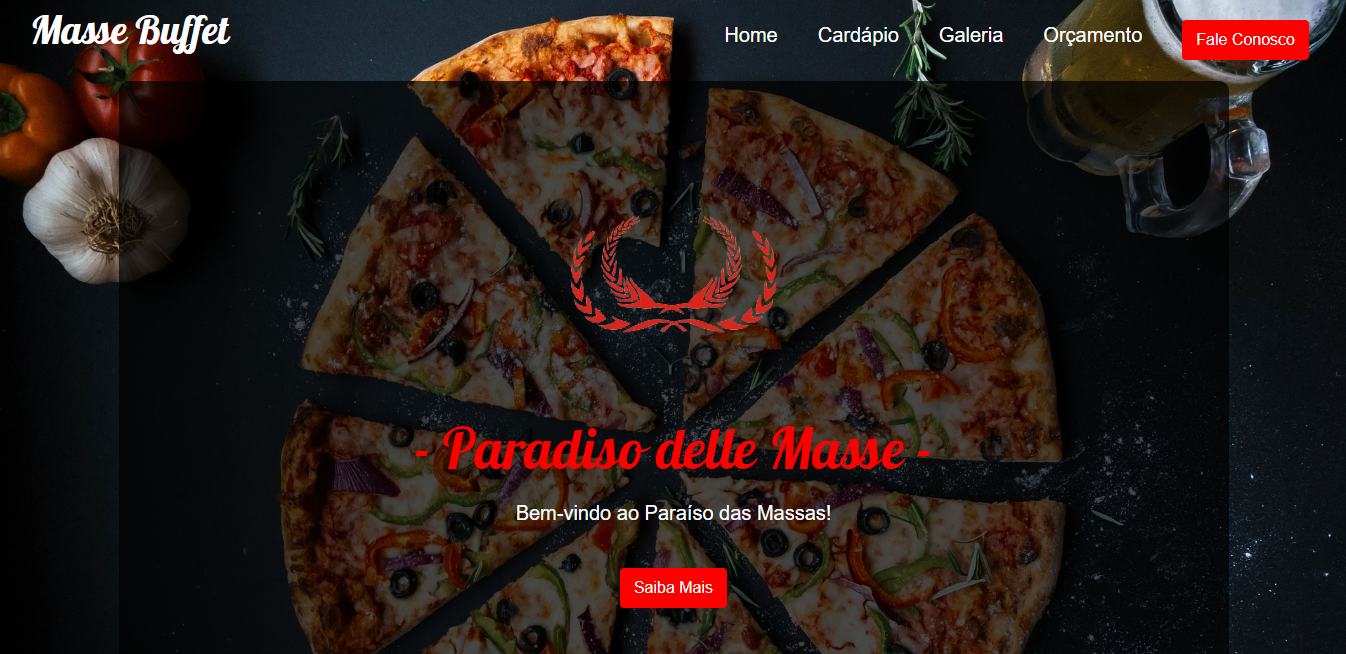 Masse Buffet
Home Cardápio Galeria Orçamento Fale Conosco
- Paradiso delle Masse -
Bem-vindo ao Paraíso das Massas!
Saiba Mais